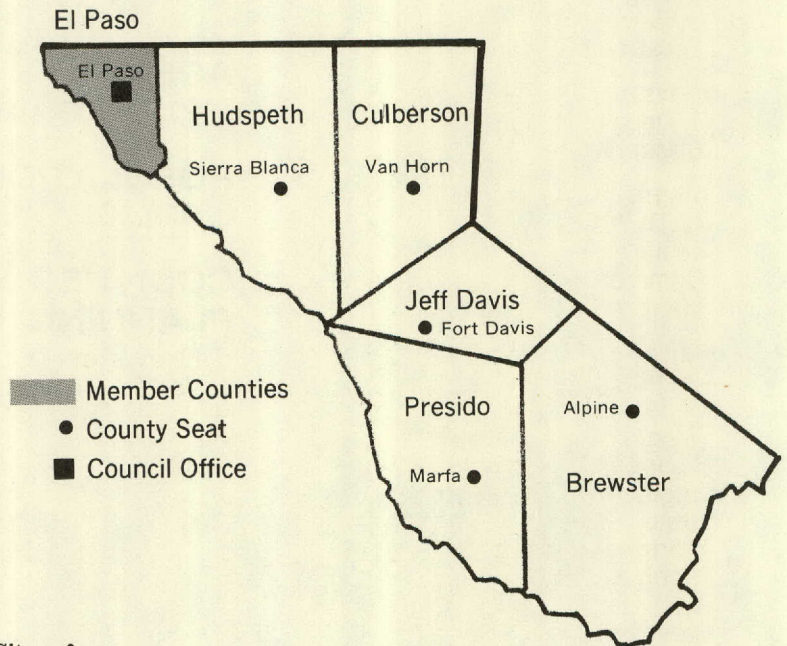 El Paso
El Paso
Hudspeth
Culberson
Sierra Blanca
Van Horn
Jeff Davis
Fort Davis
Member Counties
County Seat
Council Office
Presido
Alpine
Marfa
Brewster